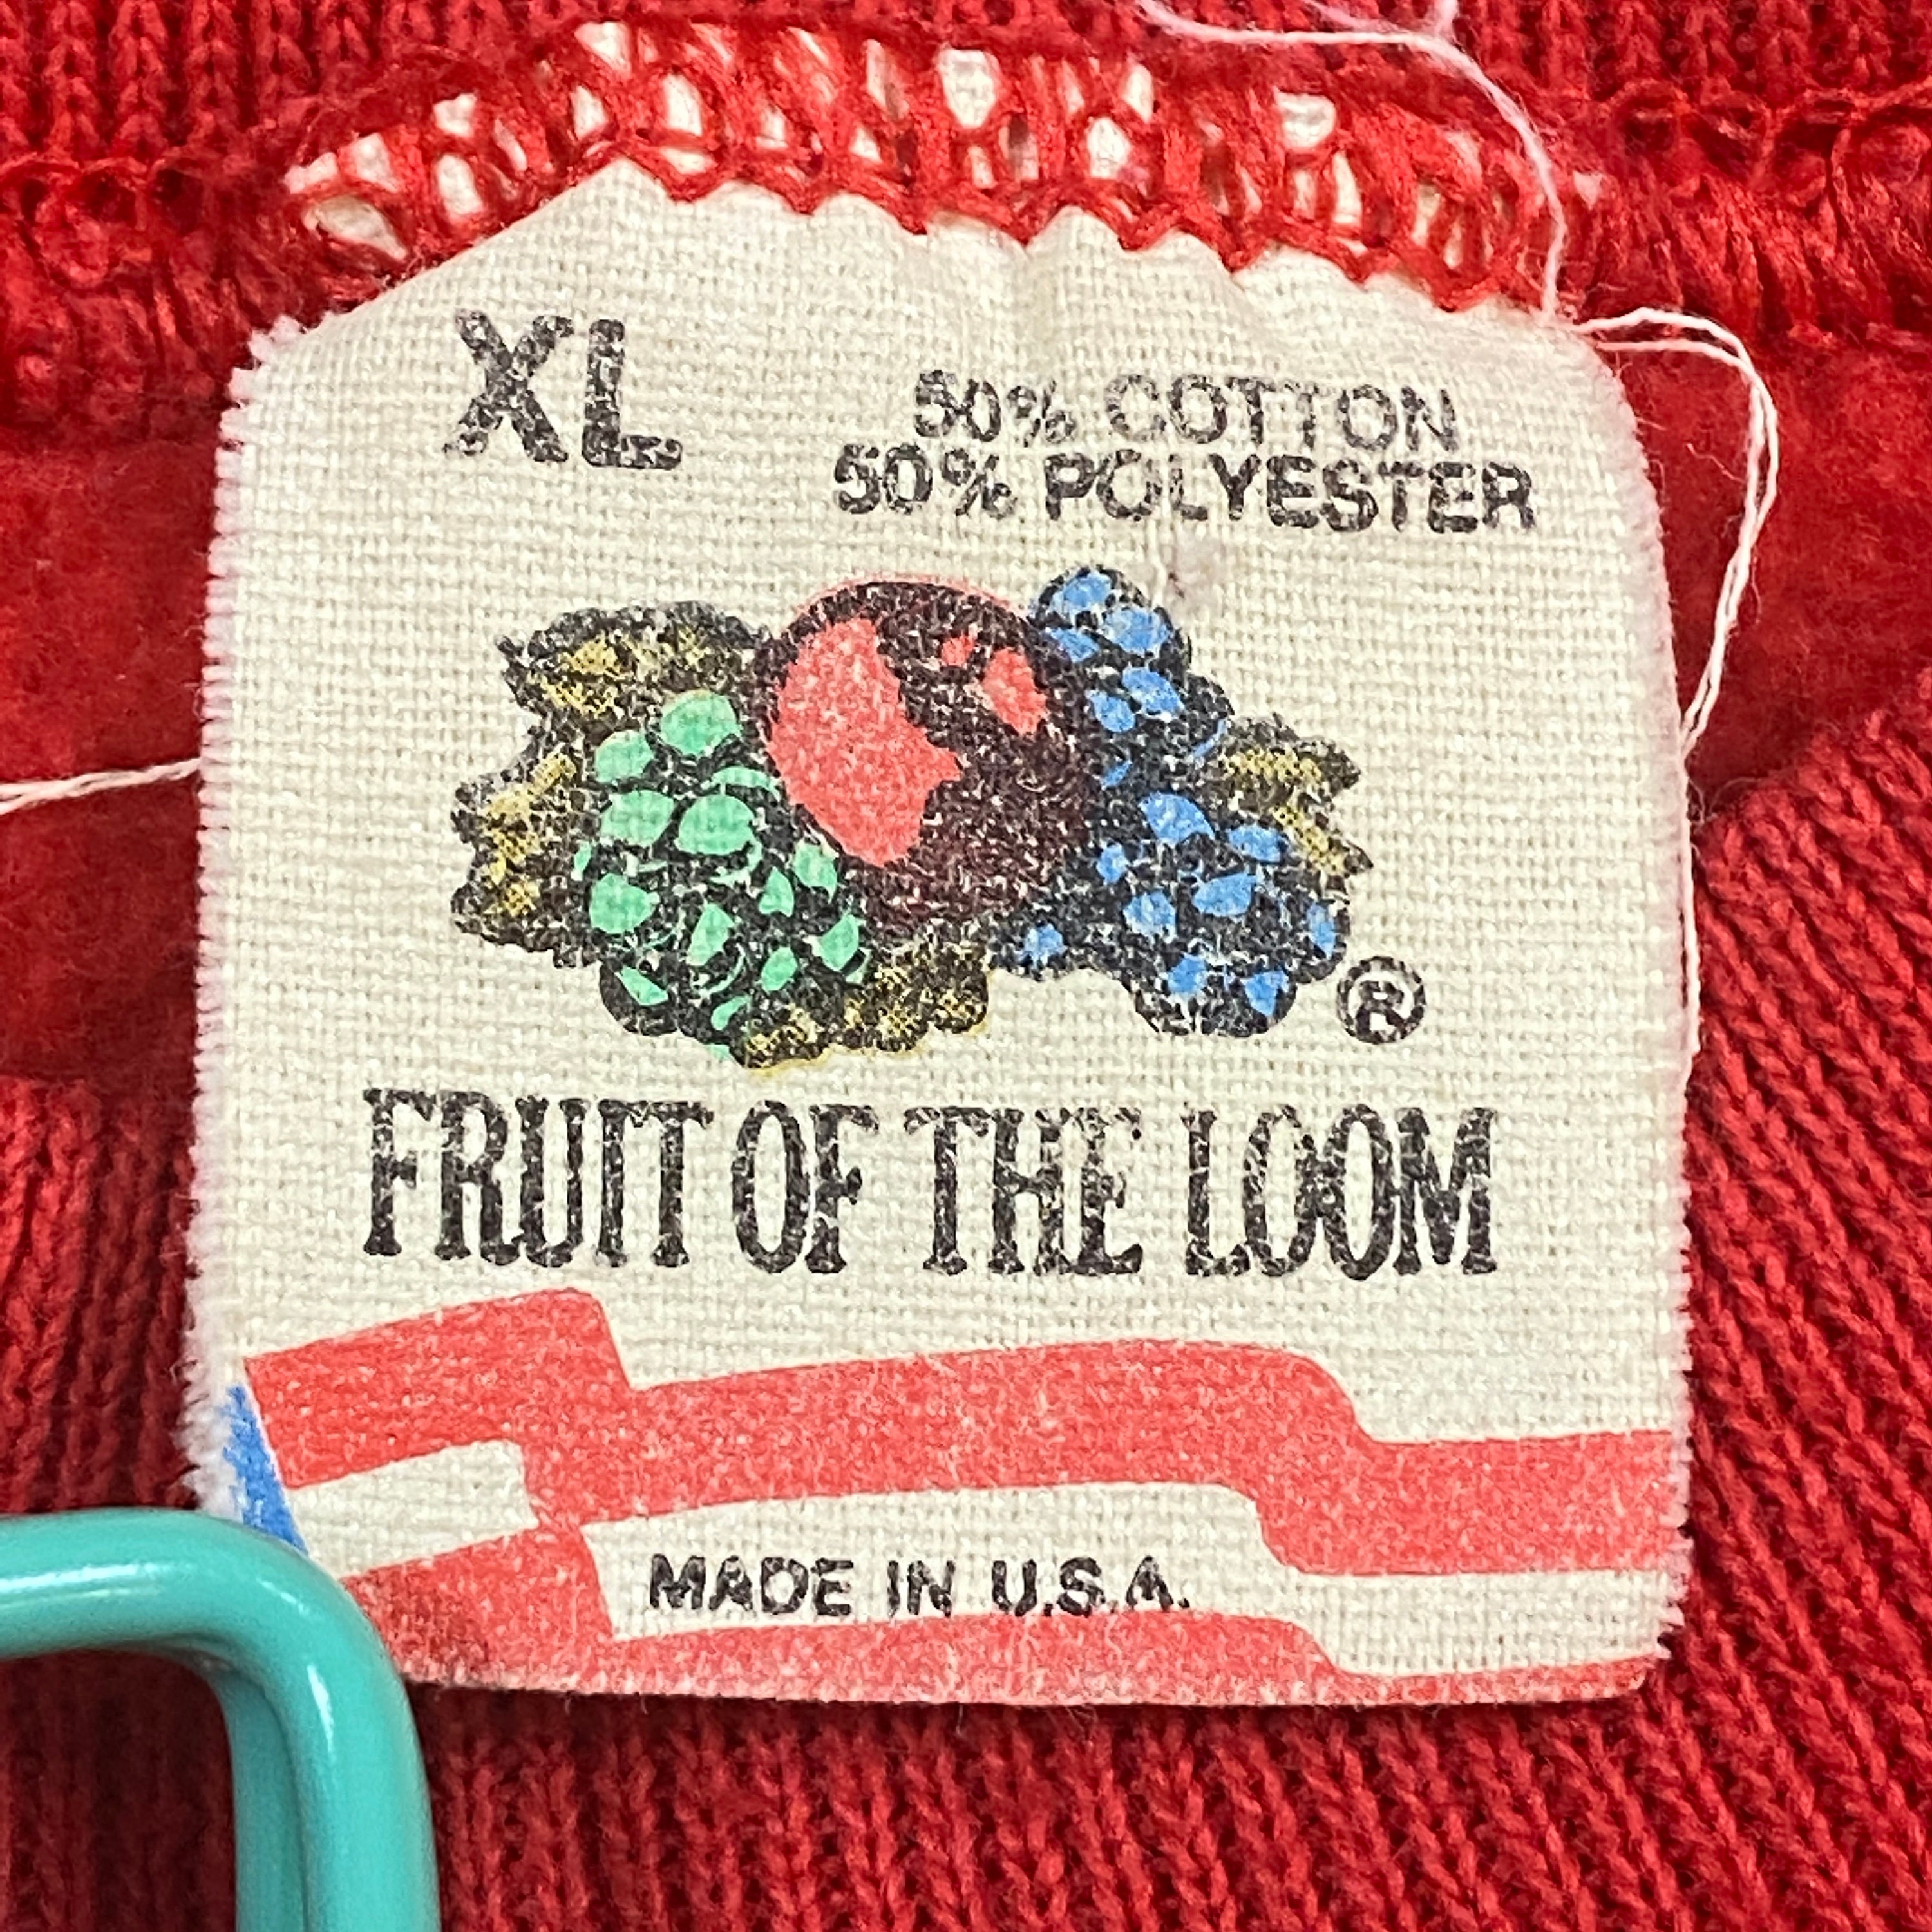 XL
50% COTTON
50% POLYESTER
®
FRUIT OF THE LOOM
MADE IN U.S.A.